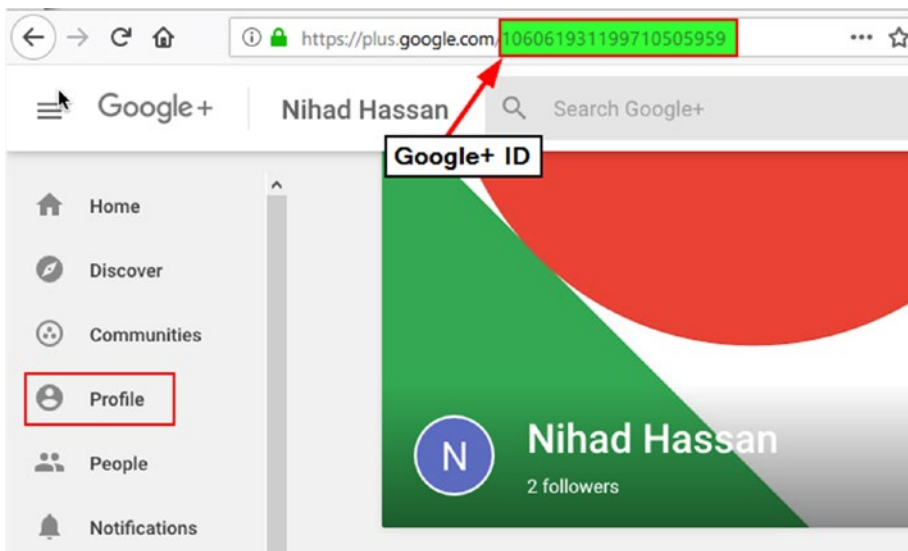 https://plus.google.com/106061931199710505959
Google+
Nihad Hassan
Search Google+
Google+ ID
Home
Discover
Communities
Profile
People
Notifications
N
Nihad Hassan
2 followers